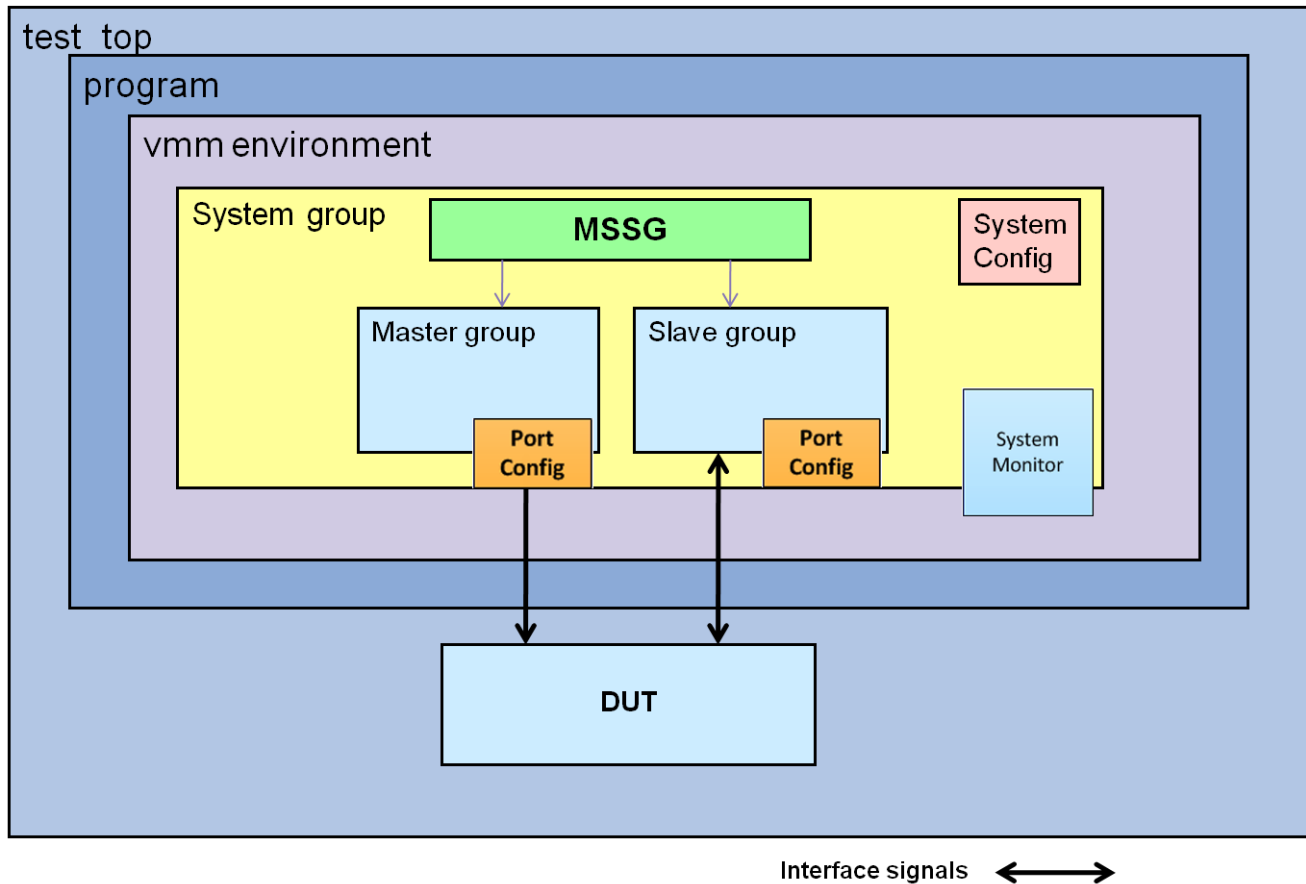 test top
program
vmm environment
System group
MSSG
System
Config
Master group
Slave group
Port
Config
Port
Config
System
Monitor
DUT
Interface signals